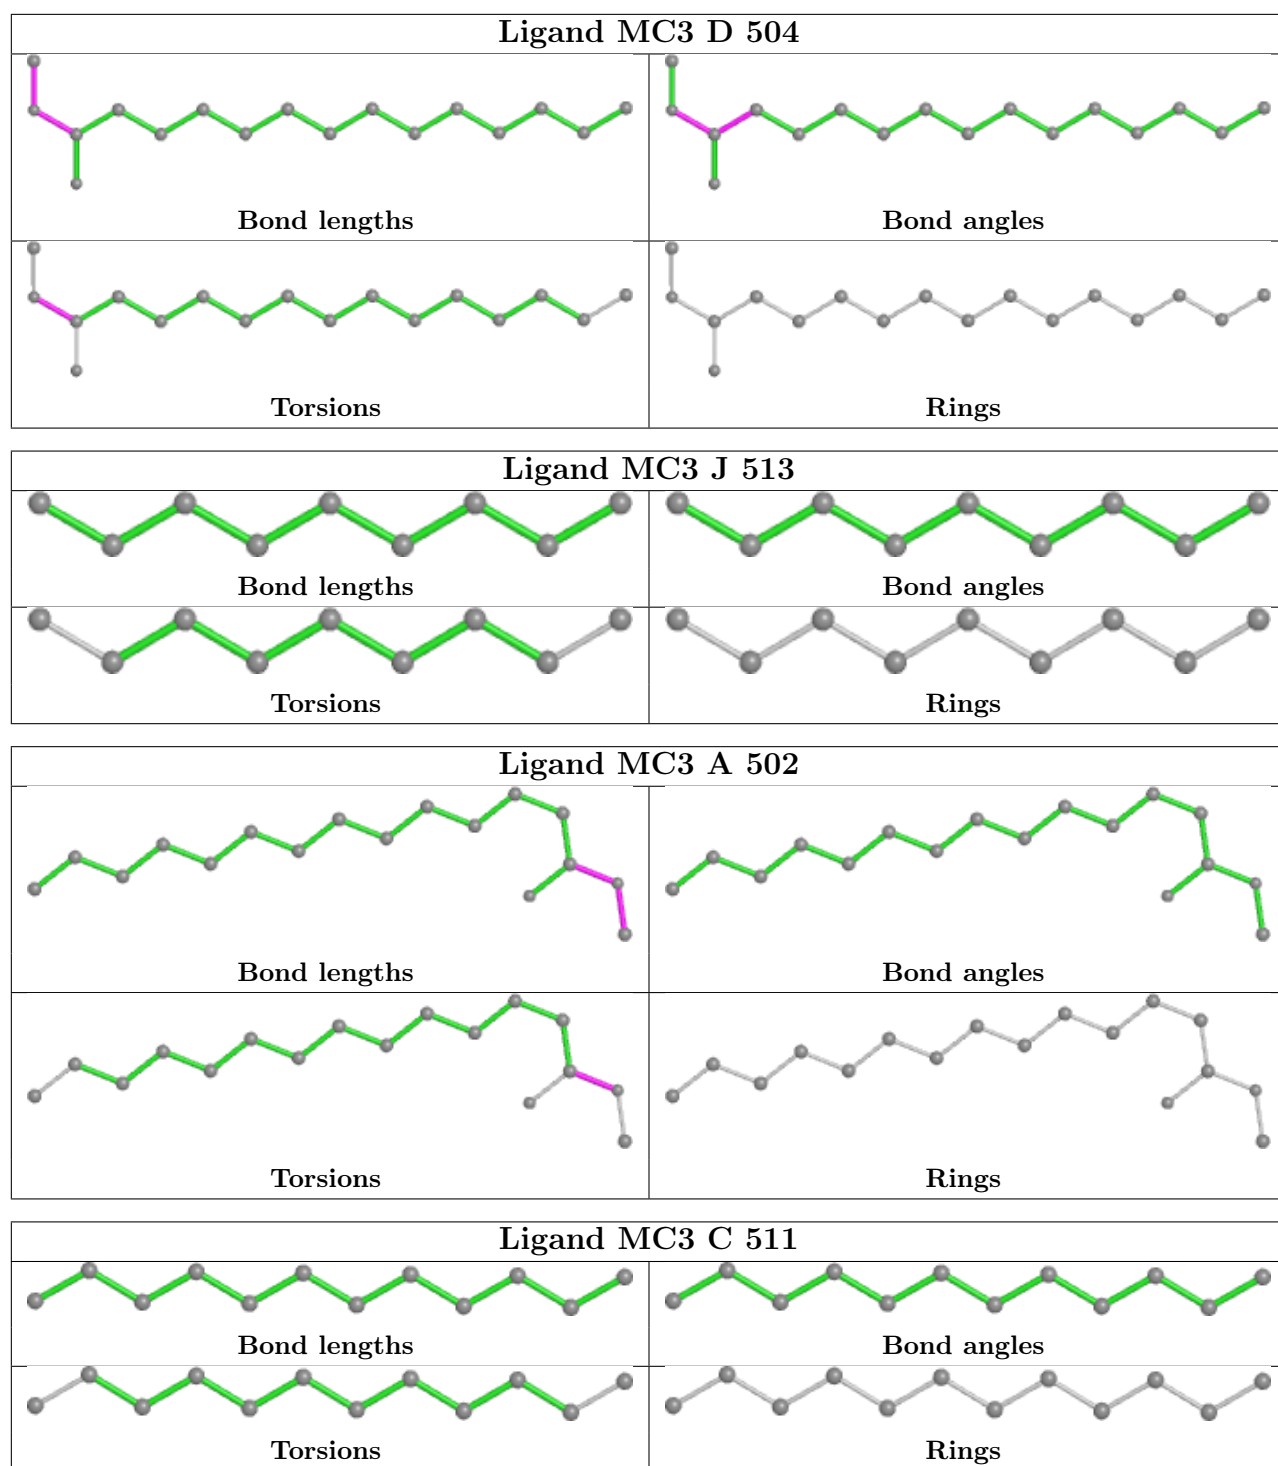 Ligand MC3 D 504
Bond lengths
Bond angles
Torsions
Rings
Ligand MC3 J 513
Bond lengths
Bond angles
Torsions
Rings
Ligand MC3 A 502
Bond lengths
Bond angles
Torsions
Rings
Ligand MC3 C 511
Bond lengths
Bond angles
Torsions
Rings